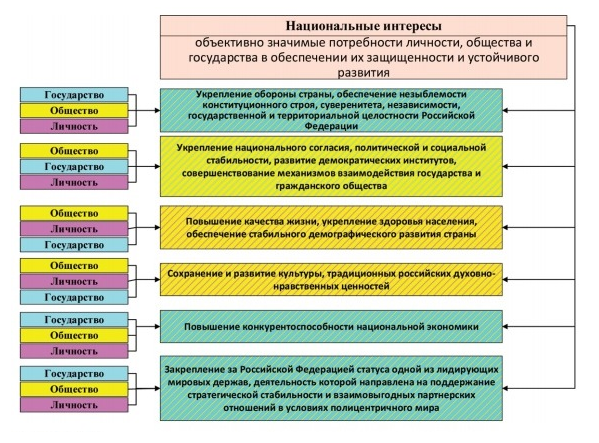 Национальные интересы
объективно значимые потребности личности, общества и
государства в обеспечении их защищенности и устойчивого
развития
Государство
Общество
Личность
Укрепление обороны страны, обеспечение незыблемости
конституционного строя, суверенитета, независимости,
государственной и территориальной целостности Российской
Федерации
Общество
Государство
Личность
Укрепление национального согласия, политической и социальной
стабильности, развитие демократических институтов,
совершенствование механизмов взаимодействия государства и
гражданского общества
Общество
Личность
Государство
Повышение качества жизни, укрепление здоровья населения,
обеспечение стабильного демографического развития страны
Общество
Личность
Государство
Сохранение и развитие культуры, традиционных российских духовно-
нравственных ценностей
Государство
Общество
Личность
Повышение конкурентоспособности национальной экономики
Государство
Общество
Личность
Закрепление за Российской Федерацией статуса одной из лидирующих
мировых держав, деятельность которой направлена на поддержание
стратегической стабильности и взаимовыгодных партнерских
отношений в условиях полицентричного мира